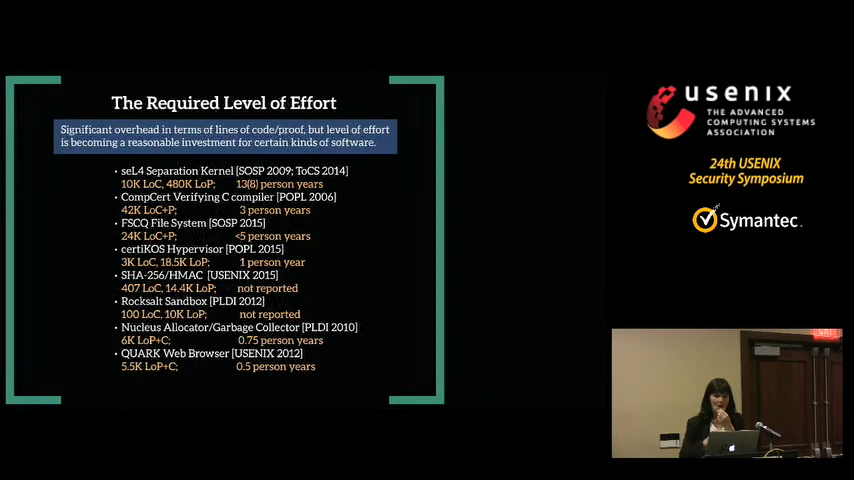 The Required Level of Effort
Significant overhead in terms of lines of code/proof, but level of effort
is becoming a reasonable investment for certain kinds of software.
• seL4 Separation Kernel [SOSP 2009; ToCS 2014]
10K LoC, 480K LoP; 13(8) person years
• CompCert Verifying C compiler [POPL 2006]
42K LoC+P; 3 person years
• FSCQ File System [SOSP 2015]
24K LoC+P; <5 person years
• certiKOS Hypervisor [POPL 2015]
3K LoC, 18.5K LoP; 1 person year
• SHA-256/HMAC [USENIX 2015]
407 LoC, 14.4K LoP; not reported
• Rocksalt Sandbox [PLDI 2012]
100 LoC, 10K LoP; not reported
• Nucleus Allocator/Garbage Collector [PLDI 2010]
6K LoP+C; 0.75 person years
• QUARK Web Browser [USENIX 2012]
5.5K LoP+C; 0.5 person years
usenix
THE ADVANCED
COMPUTING SYSTEMS
ASSOCIATION
24th USENIX
Security Symposium
Symantec.